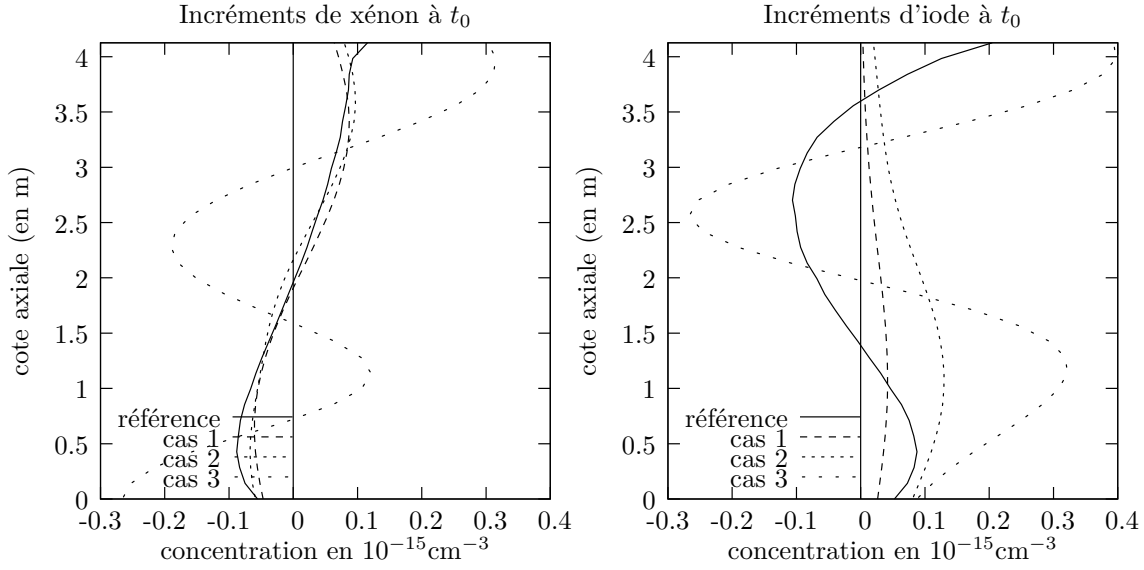 Incréments de xénon à t₀
cote axiale (en m)
4
3.5
3
2.5
2
1.5
1
0.5
0
référence
cas 1
cas 2
cas 3
-0.3 -0.2 -0.1 0 0.1 0.2 0.3 0.4
concentration en 10⁻¹⁵cm⁻³
Incréments d'iode à t₀
cote axiale (en m)
4
3.5
3
2.5
2
1.5
1
0.5
0
référence
cas 1
cas 2
cas 3
-0.3 -0.2 -0.1 0 0.1 0.2 0.3 0.4
concentration en 10⁻¹⁵cm⁻³